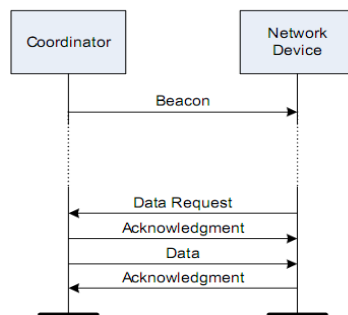 Coordinator
Network
Device
Beacon
Data Request
Acknowledgment
Data
Acknowledgment